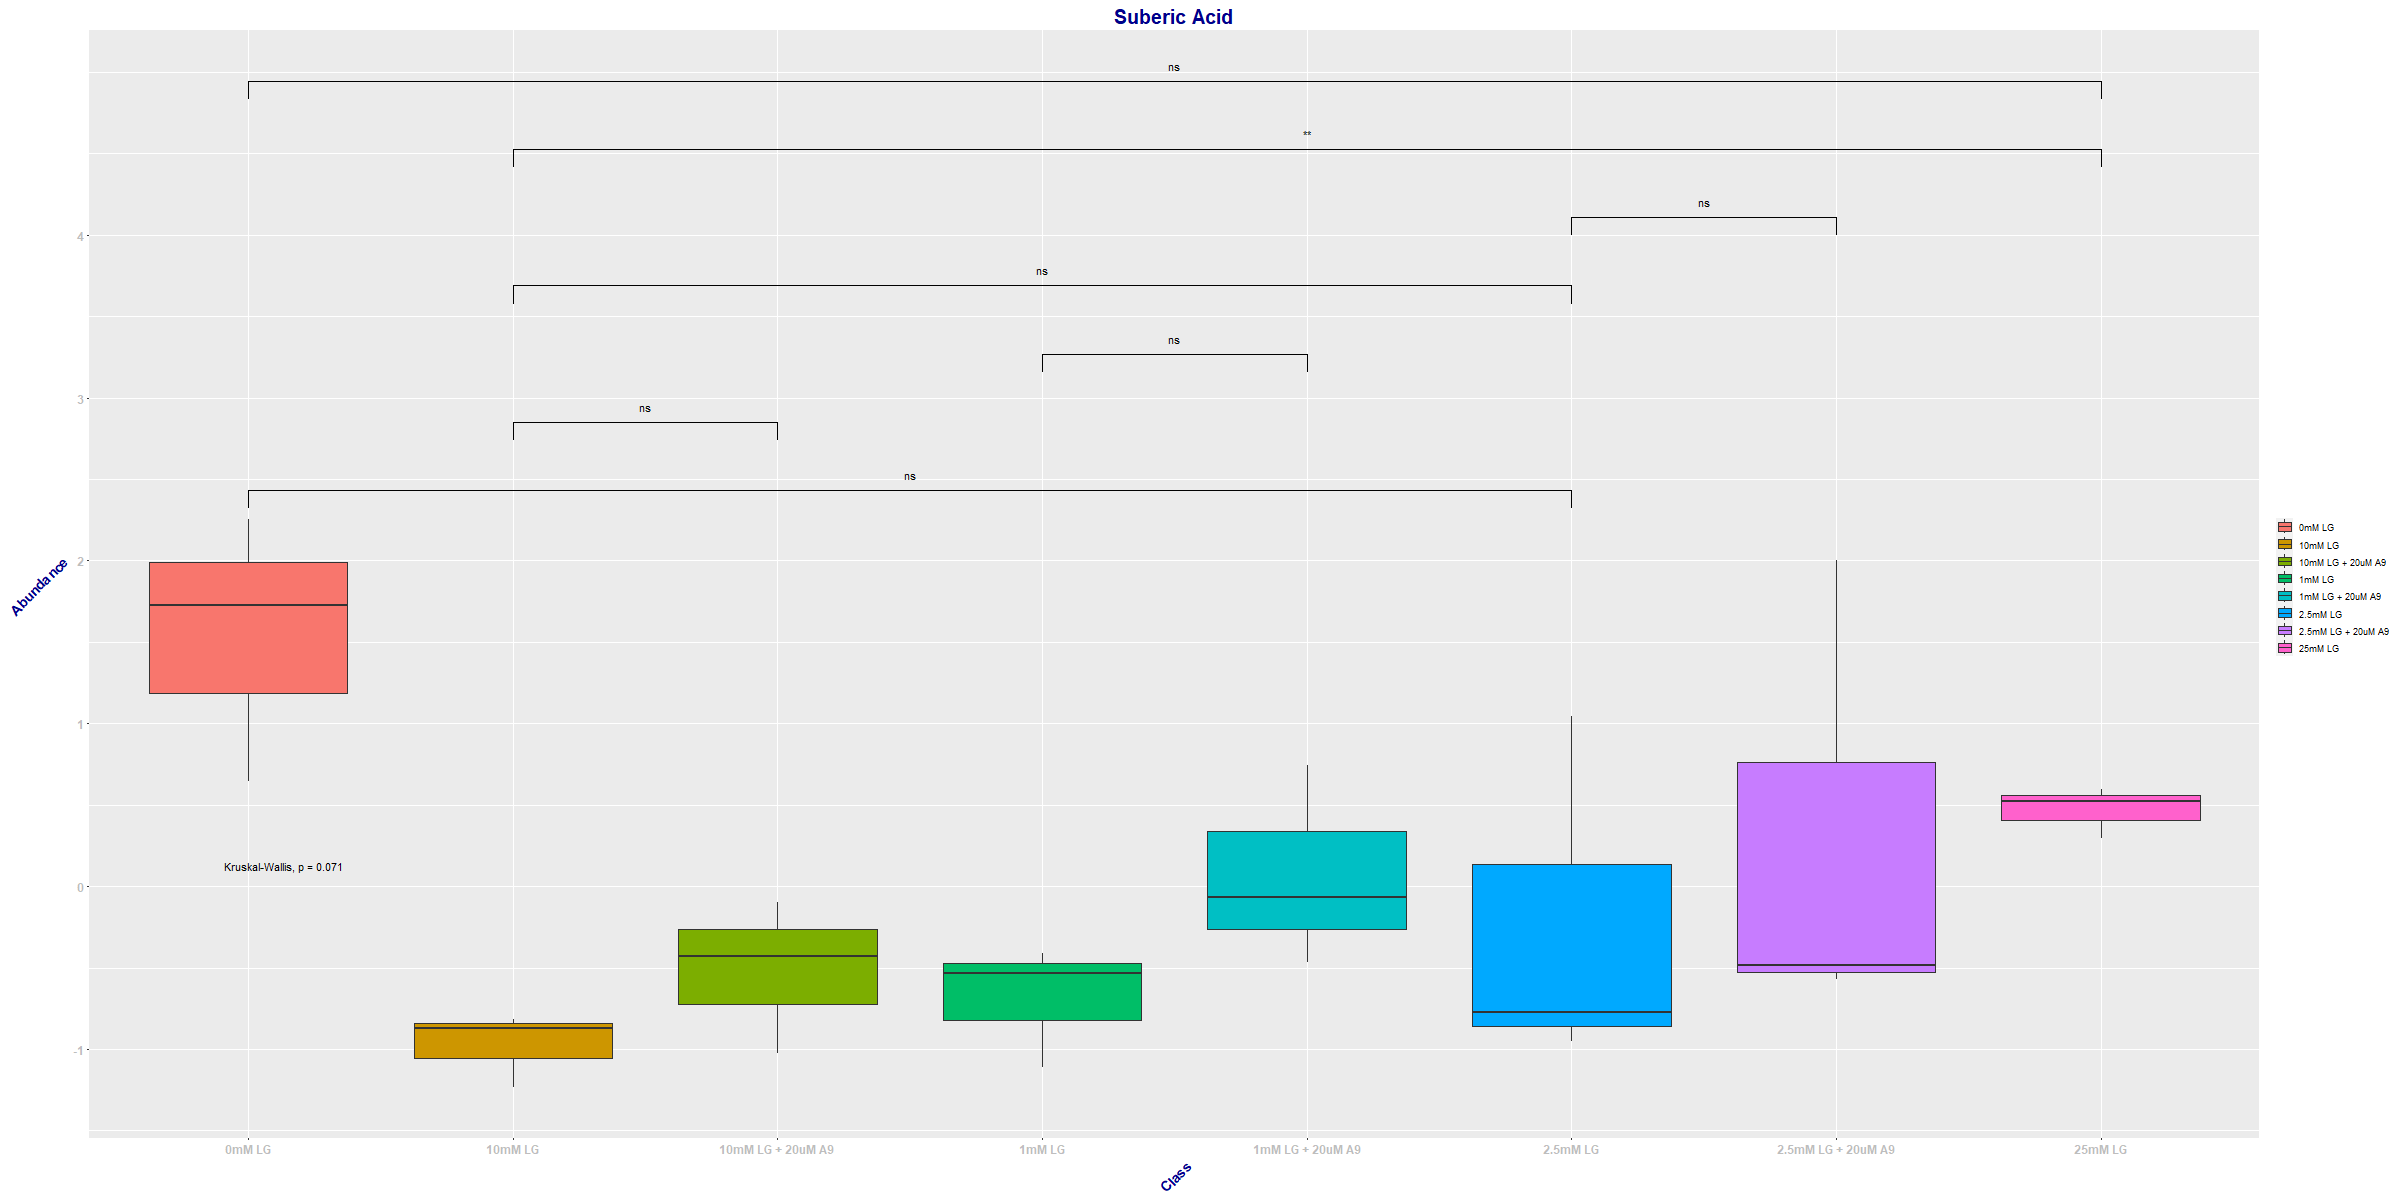 Suberic Acid
ns
**
ns
4
ns
ns
3
ns
ns
2
Abundance
1
Kruskal-Wallis, p = 0.071
0
-1
0mM LG
10mM LG
10mM LG + 20uM A9
1mM LG
1mM LG + 20uM A9
2.5mM LG
2.5mM LG + 20uM A9
25mM LG
Class
0mM LG
10mM LG
10mM LG + 20uM A9
1mM LG
1mM LG + 20uM A9
2.5mM LG
2.5mM LG + 20uM A9
25mM LG